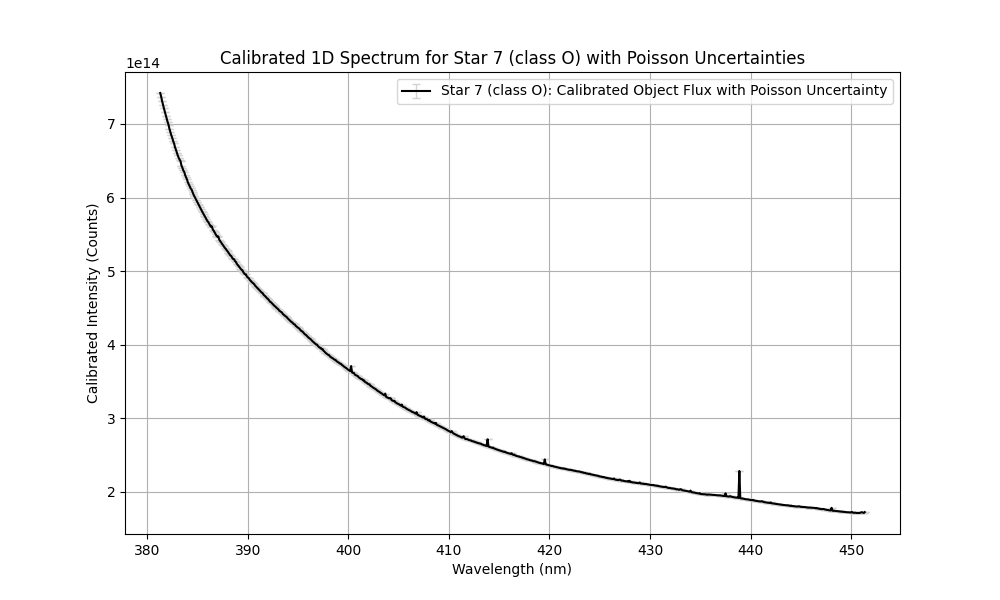 Calibrated 1D Spectrum for Star 7 (class O) with Poisson Uncertainties
1e14
Star 7 (class O): Calibrated Object Flux with Poisson Uncertainty
7
6
5
4
3
2
Calibrated Intensity (Counts)
380 390 400 410 420 430 440 450
Wavelength (nm)